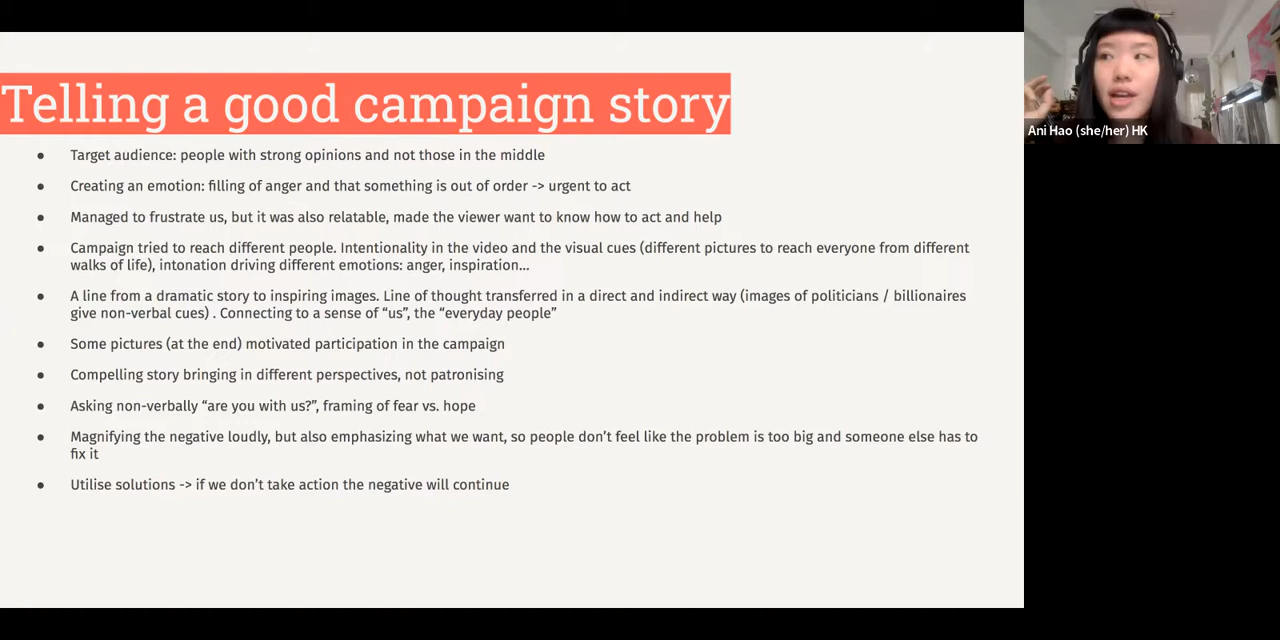 Telling a good campaign story
● Target audience: people with strong opinions and not those in the middle
● Creating an emotion: filling of anger and that something is out of order -> urgent to act
● Managed to frustrate us, but it was also relatable, made the viewer want to know how to act and help
● Campaign tried to reach different people. Intentionality in the video and the visual cues (different pictures to reach everyone from different
walks of life), intonation driving different emotions: anger, inspiration...
● A line from a dramatic story to inspiring images. Line of thought transferred in a direct and indirect way (images of politicians / billionaires
give non-verbal cues) . Connecting to a sense of “us”, the “everyday people”
● Some pictures (at the end) motivated participation in the campaign
● Compelling story bringing in different perspectives, not patronising
● Asking non-verbally “are you with us?”, framing of fear vs. hope
● Magnifying the negative loudly, but also emphasizing what we want, so people don’t feel like the problem is too big and someone else has to
fix it
● Utilise solutions -> if we don’t take action the negative will continue
Ani Hao (she/her) HK